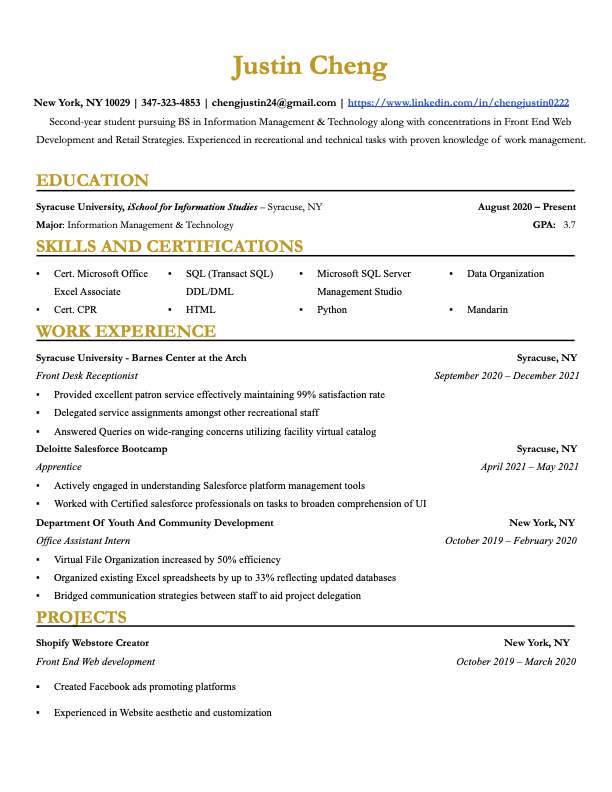 Justin Cheng
New York, NY 10029 | 347-323-4853 | chengjustin24@gmail.com | https://www.linkedin.com/in/chengjustin0222
Second-year student pursuing BS in Information Management & Technology along with concentrations in Front End Web
Development and Retail Strategies. Experienced in recreational and technical tasks with proven knowledge of work management.
EDUCATION
Syracuse University, iSchool for Information Studies – Syracuse, NY August 2020 – Present
Major: Information Management & Technology GPA: 3.7
SKILLS AND CERTIFICATIONS
▪ Cert. Microsoft Office ▪ SQL (Transact SQL) ▪ Microsoft SQL Server ▪ Data Organization
Excel Associate DDL/DML Management Studio
▪ Cert. CPR ▪ HTML ▪ Python ▪ Mandarin
WORK EXPERIENCE
Syracuse University - Barnes Center at the Arch Syracuse, NY
Front Desk Receptionist September 2020 – December 2021
▪ Provided excellent patron service effectively maintaining 99% satisfaction rate
▪ Delegated service assignments amongst other recreational staff
▪ Answered Queries on wide-ranging concerns utilizing facility virtual catalog
Deloitte Salesforce Bootcamp Syracuse, NY
Apprentice April 2021 – May 2021
▪ Actively engaged in understanding Salesforce platform management tools
▪ Worked with Certified salesforce professionals on tasks to broaden comprehension of UI
Department Of Youth And Community Development New York, NY
Office Assistant Intern October 2019 – February 2020
▪ Virtual File Organization increased by 50% efficiency
▪ Organized existing Excel spreadsheets by up to 33% reflecting updated databases
▪ Bridged communication strategies between staff to aid project delegation
PROJECTS
Shopify Webstore Creator New York, NY
Front End Web development October 2019 – March 2020
▪ Created Facebook ads promoting platforms
▪ Experienced in Website aesthetic and customization